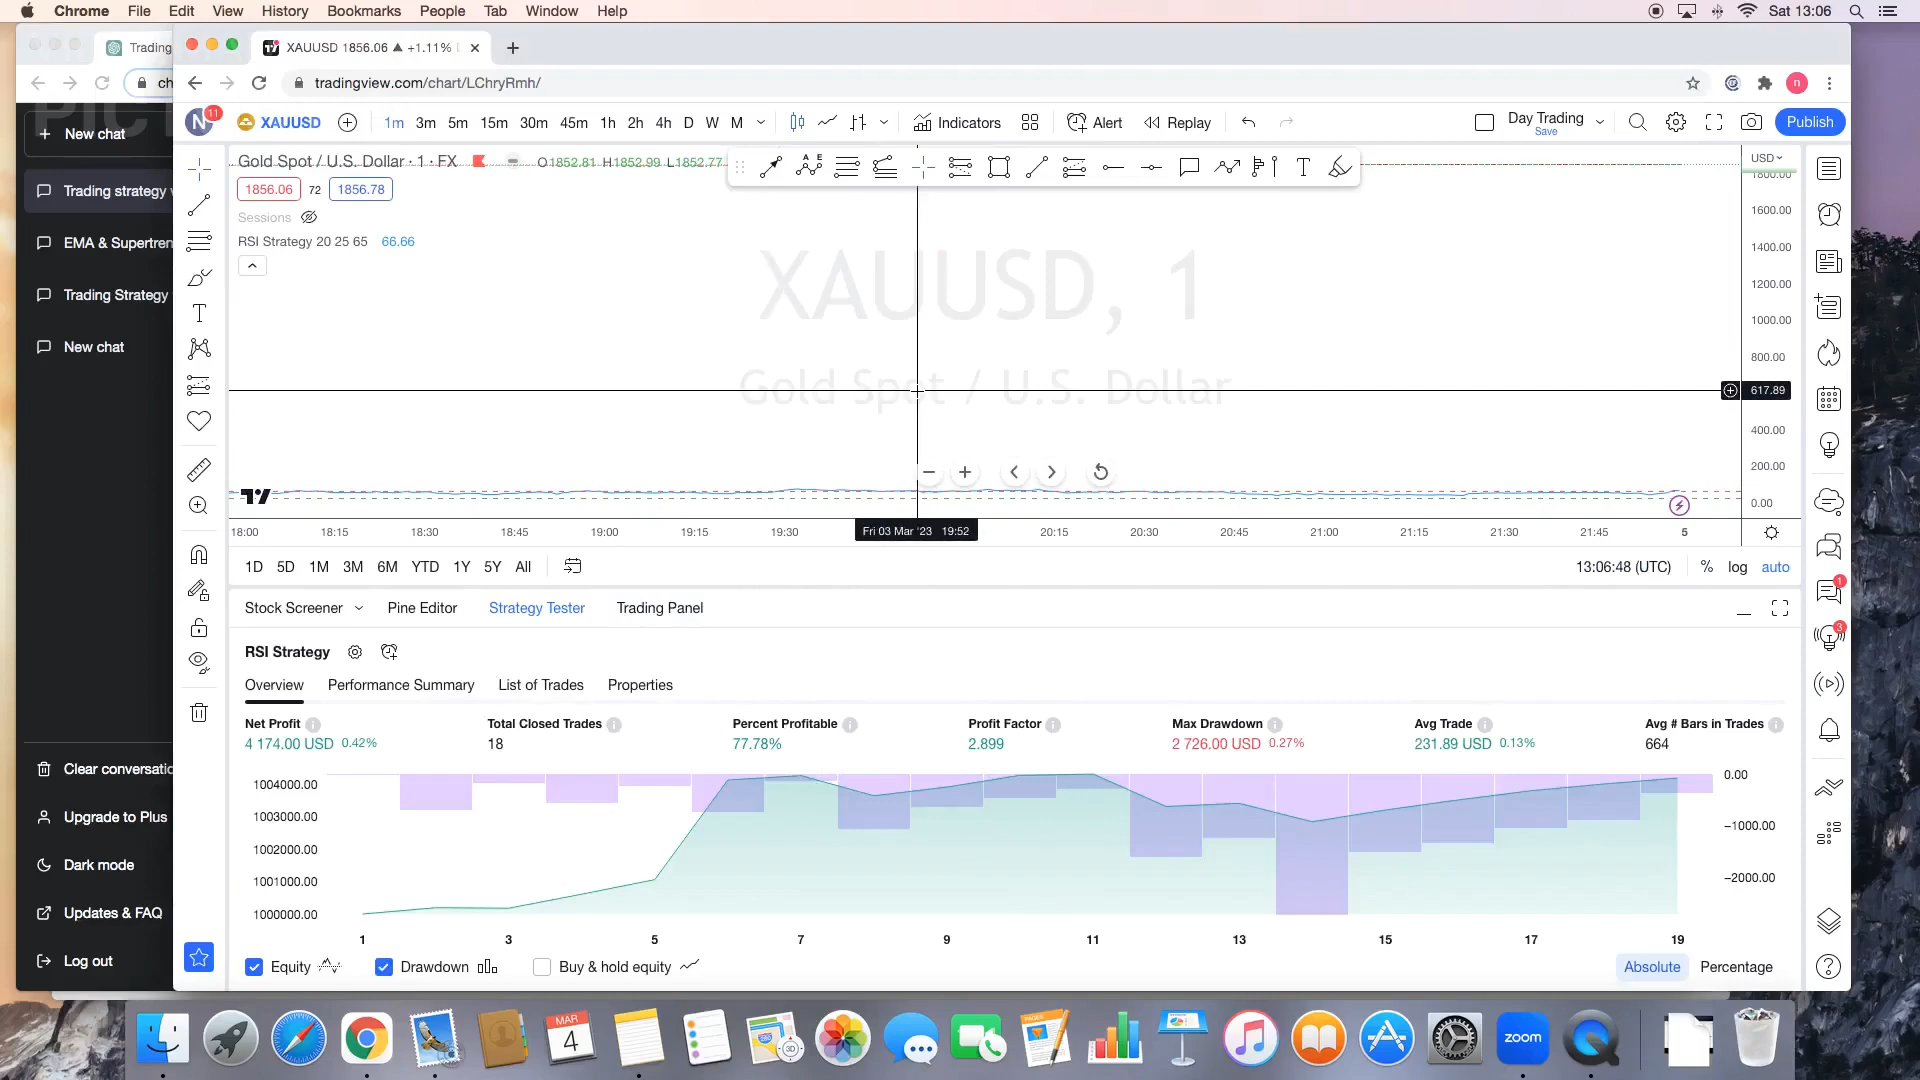 Chrome File Edit View History Bookmarks People Tab Window Help Sat 13:06
Trading
XAUUSD 1856.06 ▲ +1.11%
ch
tradingview.com/chart/LChryRmh/
n
PICT
New chat
Trading strategy
EMA & Supertren
Trading Strategy
New chat
Clear conversatio
Upgrade to Plus
Dark mode
Updates & FAQ
Log out
N 11 XAUUSD 1m 3m 5m 15m 30m 45m 1h 2h 4h D W M Indicators Alert Replay Day Trading Save Publish
Gold Spot / U.S. Dollar · 1 · FX O1852.81 H1852.99 L1852.77
1856.06 72 1856.78
Sessions
RSI Strategy 20 25 65 66.66
XAUUSD, 1
Gold Spot / U.S. Dollar
USD
1800.00
1600.00
1400.00
1200.00
1000.00
800.00
617.89
400.00
200.00
0.00
18:00 18:15 18:30 18:45 19:00 19:15 19:30 Fri 03 Mar '23 19:52 20:15 20:30 20:45 21:00 21:15 21:30 21:45 5
1D 5D 1M 3M 6M YTD 1Y 5Y All 13:06:48 (UTC) % log auto
Stock Screener Pine Editor Strategy Tester Trading Panel
RSI Strategy
Overview Performance Summary List of Trades Properties
Net Profit Total Closed Trades Percent Profitable Profit Factor Max Drawdown Avg Trade Avg # Bars in Trades
4 174.00 USD 0.42% 18 77.78% 2.899 2 726.00 USD 0.27% 231.89 USD 0.13% 664
1004000.00
1003000.00
1002000.00
1001000.00
1000000.00
0.00
−1000.00
−2000.00
1 3 5 7 9 11 13 15 17 19
Equity Drawdown Buy & hold equity Absolute Percentage
1
3
MAR
4
280
3D
PAGES
zoom